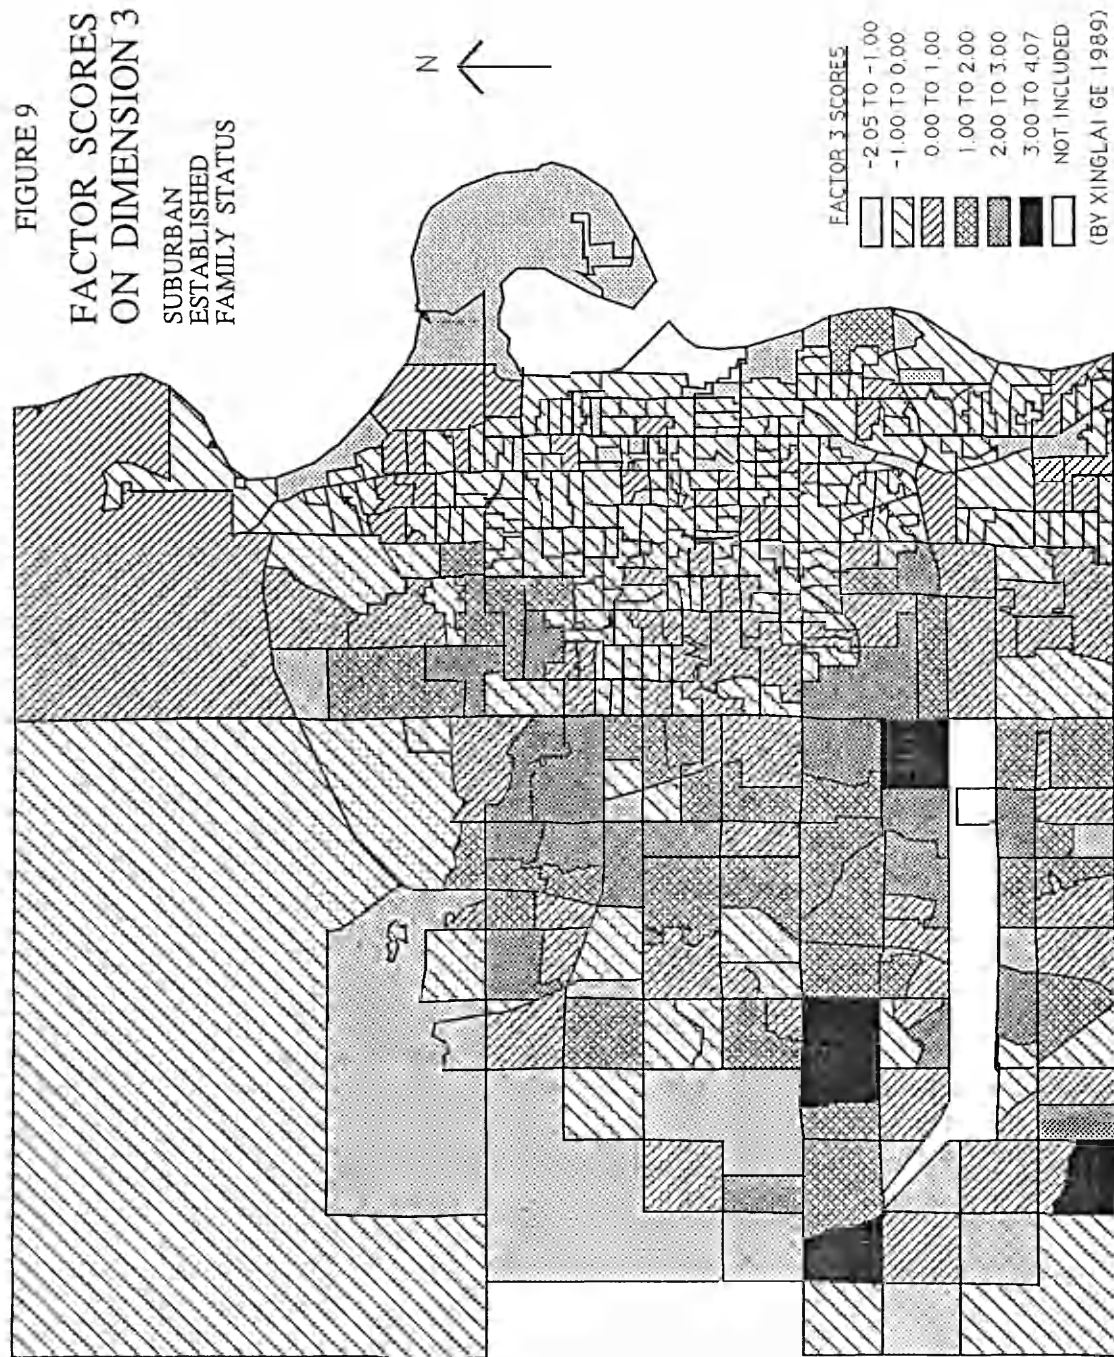 FIGURE 9
FACTOR SCORES
ON DIMENSION 3
SUBURBAN
ESTABLISHED
FAMILY STATUS
N
FACTOR 3 SCORES
-2.05 TO -1.00
-1.00 TO 0.00
0.00 TO 1.00
1.00 TO 2.00
2.00 TO 3.00
3.00 TO 4.07
NOT INCLUDED
(BY XINGLAI GE 1989)